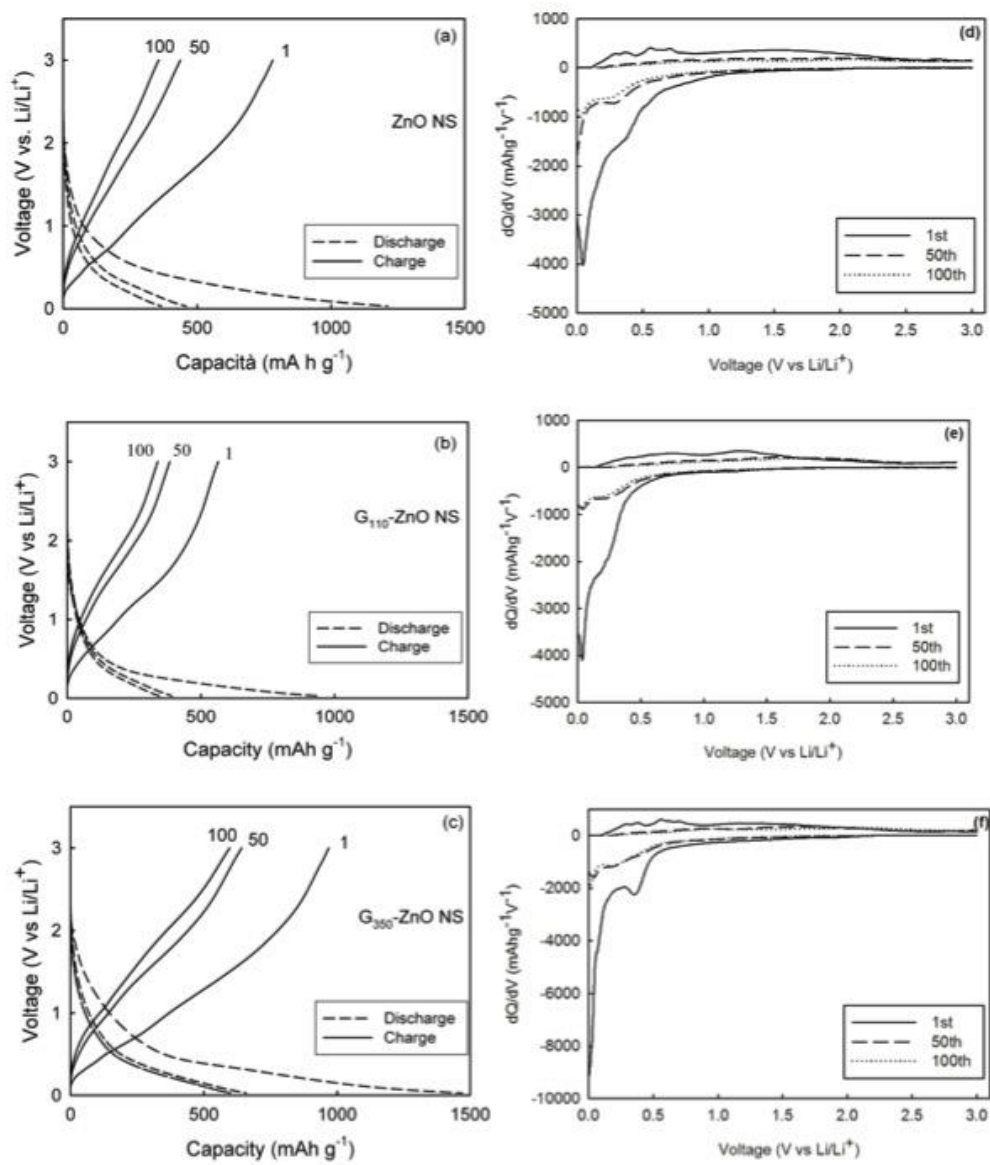 (a)
100 50 1
ZnO NS
Voltage (V vs. Li/Li⁺)
3
2
1
0
Discharge
Charge
0 500 1000 1500
Capacità (mA h g⁻¹)
(d)
dQ/dV (mAhg⁻¹V⁻¹)
1000
0
-1000
-2000
-3000
-4000
-5000
1st
50th
100th
0.0 0.5 1.0 1.5 2.0 2.5 3.0
Voltage (V vs Li/Li⁺)
(b)
100 50 1
G₁₁₀-ZnO NS
Voltage (V vs Li/Li⁺)
3
2
1
0
Discharge
Charge
0 500 1000 1500
Capacity (mAh g⁻¹)
(e)
dQ/dV (mAhg⁻¹V⁻¹)
1000
0
-1000
-2000
-3000
-4000
-5000
1st
50th
100th
0.0 0.5 1.0 1.5 2.0 2.5 3.0
Voltage (V vs Li/Li⁺)
(c)
100 50 1
G₃₅₀-ZnO NS
Voltage (V vs Li/Li⁺)
3
2
1
0
Discharge
Charge
0 500 1000 1500
Capacity (mAh g⁻¹)
(f)
dQ/dV (mAhg⁻¹V⁻¹)
0
-2000
-4000
-6000
-8000
-10000
1st
50th
100th
0.0 0.5 1.0 1.5 2.0 2.5 3.0
Voltage (V vs Li/Li⁺)